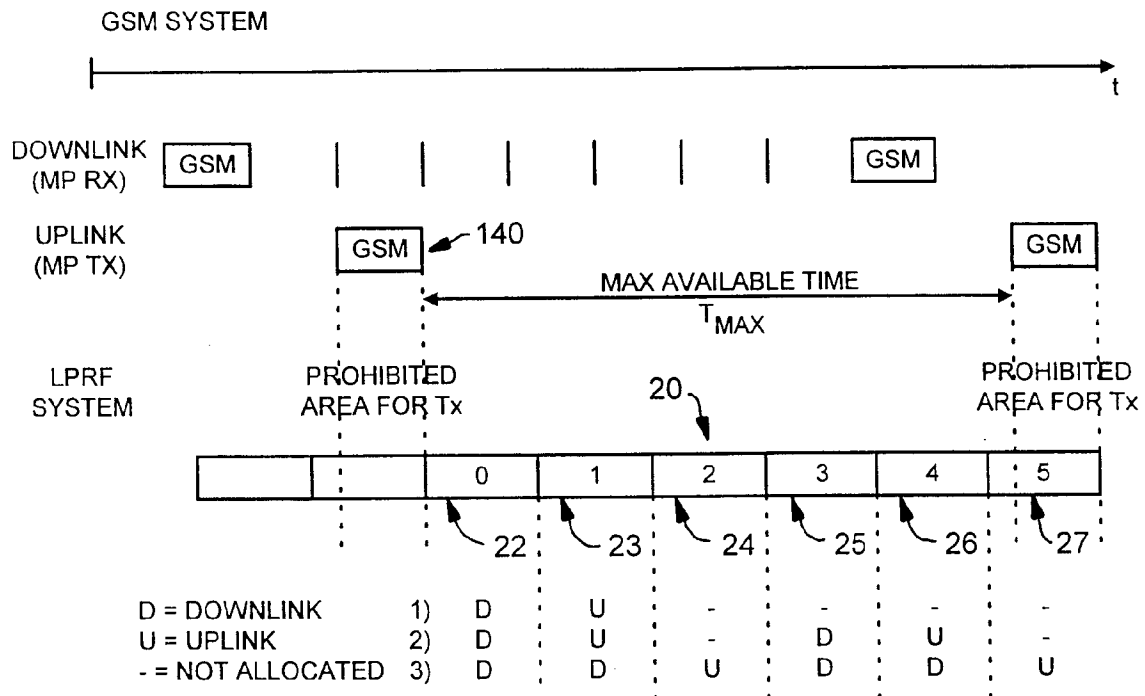 GSM SYSTEM
t
DOWNLINK
(MP RX)
GSM
GSM
UPLINK
(MP TX)
GSM
140
GSM
MAX AVAILABLE TIME
TMAX
LPRF
SYSTEM
PROHIBITED
AREA FOR Tx
20
PROHIBITED
AREA FOR Tx
0 1 2 3 4 5
22 23 24 25 26 27
D = DOWNLINK 1) D U - - - -
U = UPLINK 2) D U - D U -
- = NOT ALLOCATED 3) D D U D D U